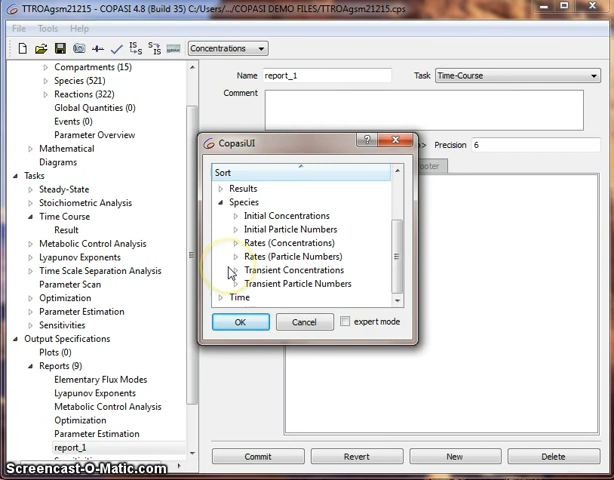 TTROAgsm21215 - COPASI 4.8 (Build 35) C:/Users/.../COPASI DEMO FILES/TTROAgsm21215.cps
File Tools Help
Concentrations
Compartments (15)
Species (521)
Reactions (322)
Global Quantities (0)
Events (0)
Parameter Overview
Mathematical
Diagrams
Tasks
Steady-State
Stoichiometric Analysis
Time Course
Result
Metabolic Control Analysis
Lyapunov Exponents
Time Scale Separation Analysis
Parameter Scan
Optimization
Parameter Estimation
Sensitivities
Output Specifications
Plots (0)
Reports (9)
Elementary Flux Modes
Lyapunov Exponents
Metabolic Control Analysis
Optimization
Parameter Estimation
report_1
Name report_1 Task Time-Course
Comment
Precision 6
Footer
CopasiUI
Sort
Results
Species
Initial Concentrations
Initial Particle Numbers
Rates (Concentrations)
Rates (Particle Numbers)
Transient Concentrations
Transient Particle Numbers
Time
OK Cancel expert mode
Commit Revert New Delete
Screencast-O-Matic.com